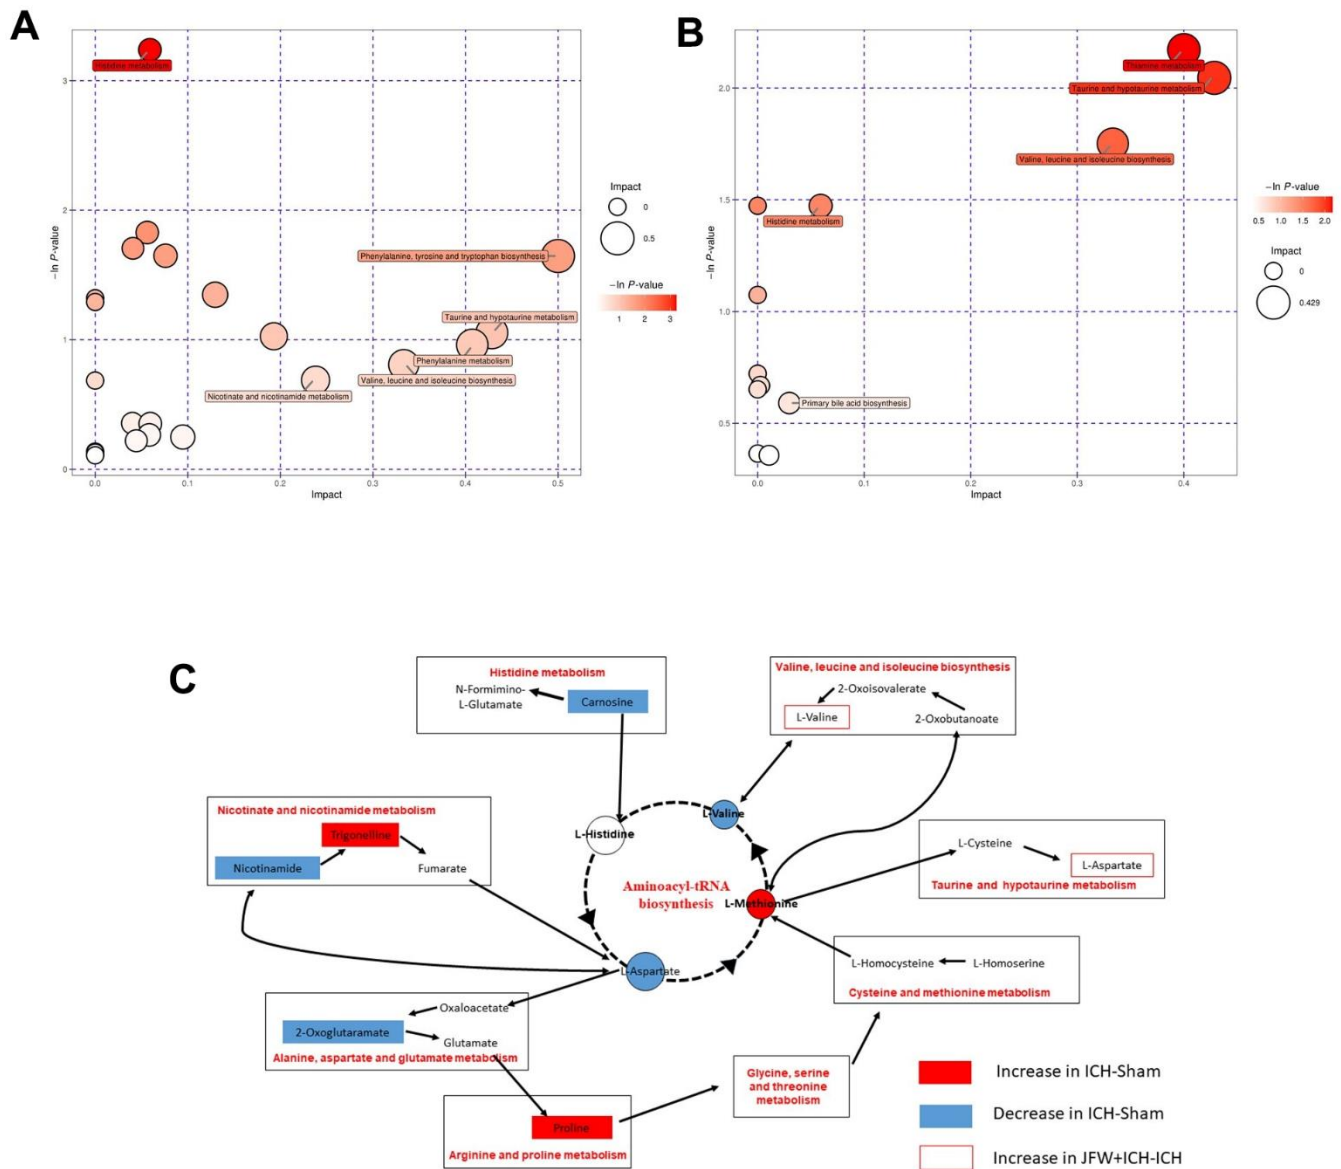 A
Histidine metabolism
Phenylalanine, tyrosine and tryptophan biosynthesis
Taurine and hypotaurine metabolism
Phenylalanine metabolism
Valine, leucine and isoleucine biosynthesis
Nicotinate and nicotinamide metabolism
3
2
1
0
−ln P-value
0.0
0.1
0.2
0.3
0.4
0.5
Impact
Impact
0
0.5
−ln P-value
1
2
3
B
Thiamine metabolism
Taurine and hypotaurine metabolism
Valine, leucine and isoleucine biosynthesis
Histidine metabolism
Primary bile acid biosynthesis
2.0
1.5
1.0
0.5
−ln P-value
0.0
0.1
0.2
0.3
0.4
Impact
−ln P-value
0.5
1.0
1.5
2.0
Impact
0
0.429
C
Histidine metabolism
N-Formimino-
L-Glutamate
Carnosine
Valine, leucine and isoleucine biosynthesis
2-Oxoisovalerate
L-Valine
2-Oxobutanoate
Nicotinate and nicotinamide metabolism
Trigonelline
Nicotinamide
Fumarate
L-Histidine
L-Valine
Aminoacyl-tRNA
biosynthesis
L-Methionine
L-Aspartate
L-Cysteine
L-Aspartate
Taurine and hypotaurine metabolism
L-Homocysteine
L-Homoserine
Cysteine and methionine metabolism
Oxaloacetate
2-Oxoglutaramate
Glutamate
Alanine, aspartate and glutamate metabolism
Glycine, serine
and threonine
metabolism
Proline
Arginine and proline metabolism
Increase in ICH-Sham
Decrease in ICH-Sham
Increase in JFW+ICH-ICH